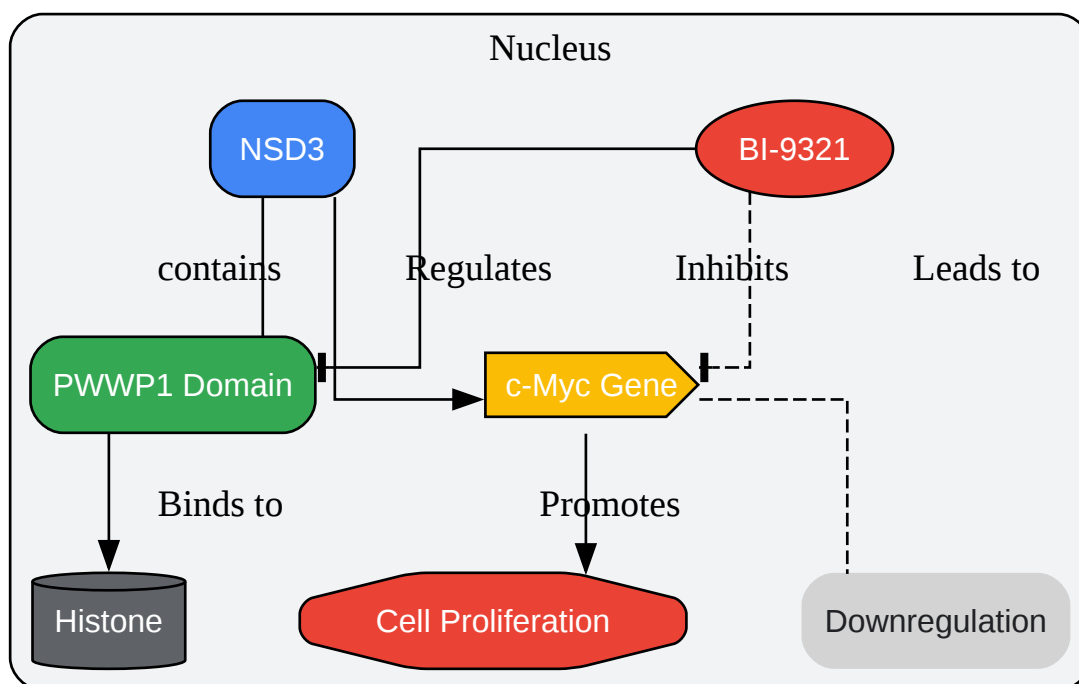 Nucleus
NSD3
BI-9321
contains
Regulates
Inhibits
Leads to
PWWP1 Domain
c-Myc Gene
Binds to
Promotes
Histone
Cell Proliferation
Downregulation